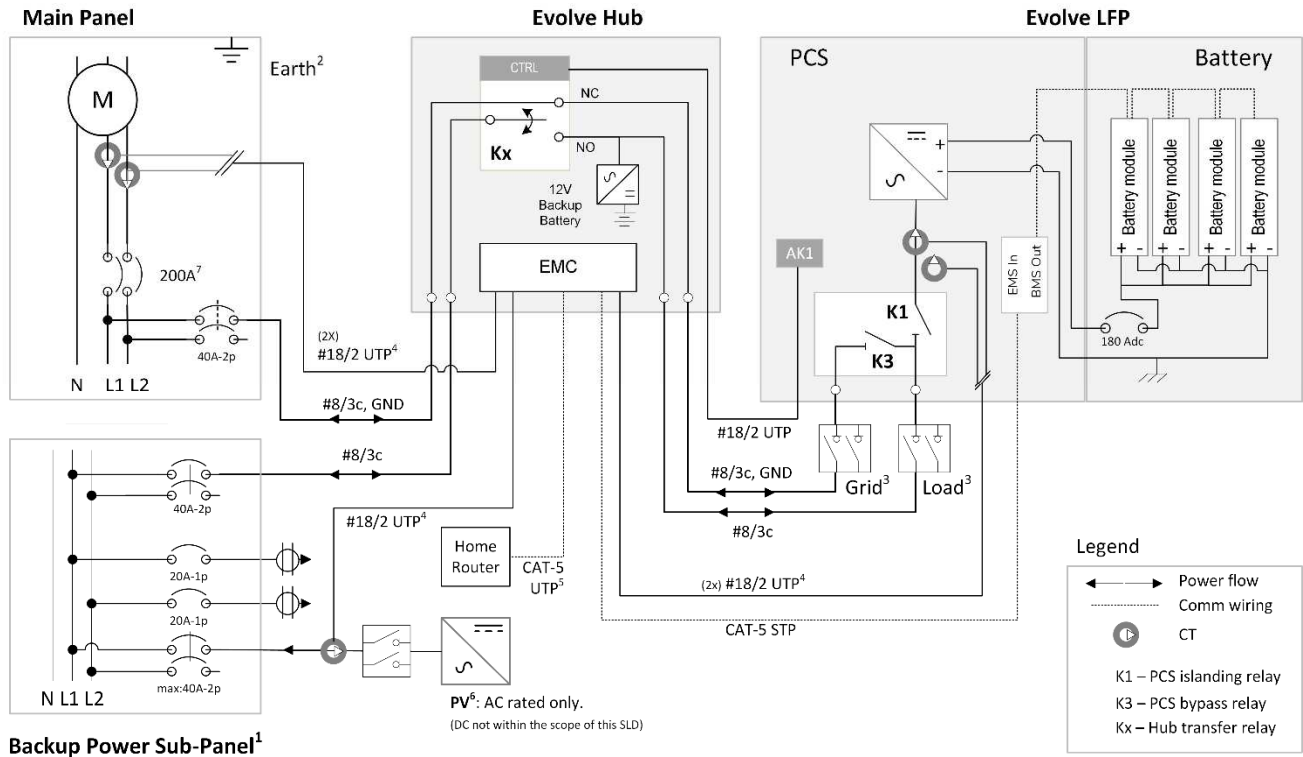 Main Panel
Evolve Hub
Evolve LFP
Earth2
M
200A7
40A-2p
N L1 L2
CTRL
NC
NO
Kx
12V
Backup
Battery
EMC
PCS
Battery
+
-
AK1
EMS In
BMS Out
K1
K3
Battery module
Battery module
Battery module
Battery module
+ - + - + - + -
180 Adc
(2X)
#18/2 UTP4
#8/3c, GND
#8/3c
#18/2 UTP
#8/3c, GND
Grid3
Load3
#8/3c
40A-2p
20A-1p
20A-1p
max:40A-2p
N L1 L2
#18/2 UTP4
Home
Router
CAT-5
UTP5
(2x) #18/2 UTP4
CAT-5 STP
PV6: AC rated only.
(DC not within the scope of this SLD)
Legend
Power flow
Comm wiring
CT
K1 – PCS islanding relay
K3 – PCS bypass relay
Kx – Hub transfer relay
Backup Power Sub-Panel1